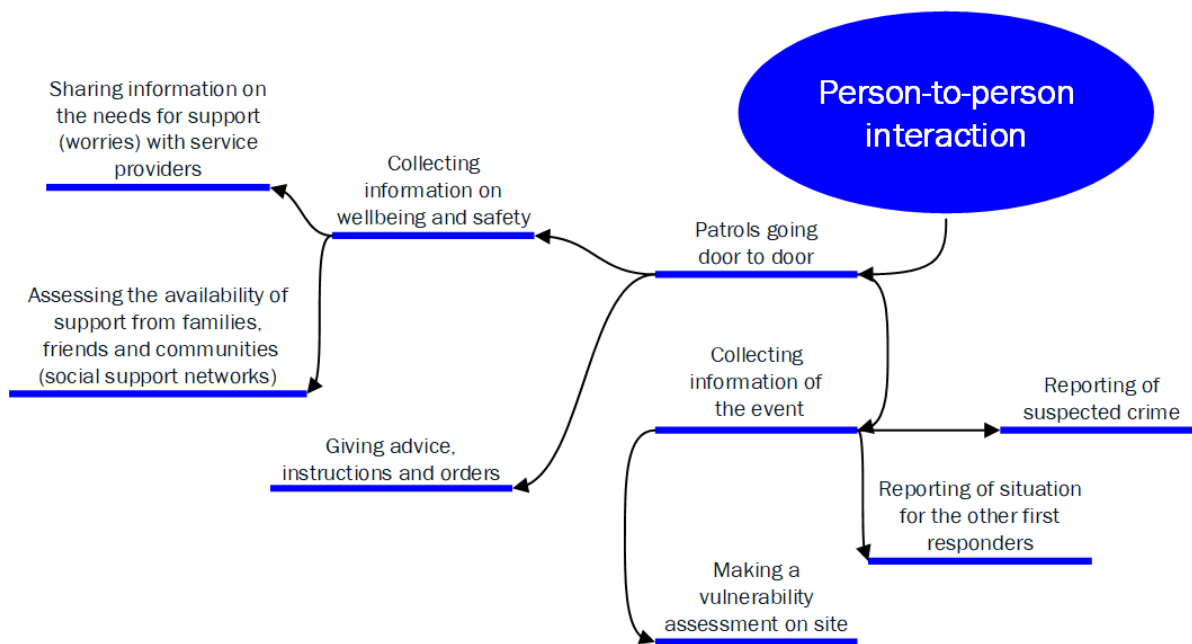 Person-to-person
interaction
Sharing information on
the needs for support
(worries) with service
providers
Collecting
information on
wellbeing and safety
Patrols going
door to door
Assessing the availability of
support from families,
friends and communities
(social support networks)
Collecting
information of
the event
Reporting of
suspected crime
Giving advice,
instructions and orders
Reporting of situation
for the other first
responders
Making a
vulnerability
assessment on site